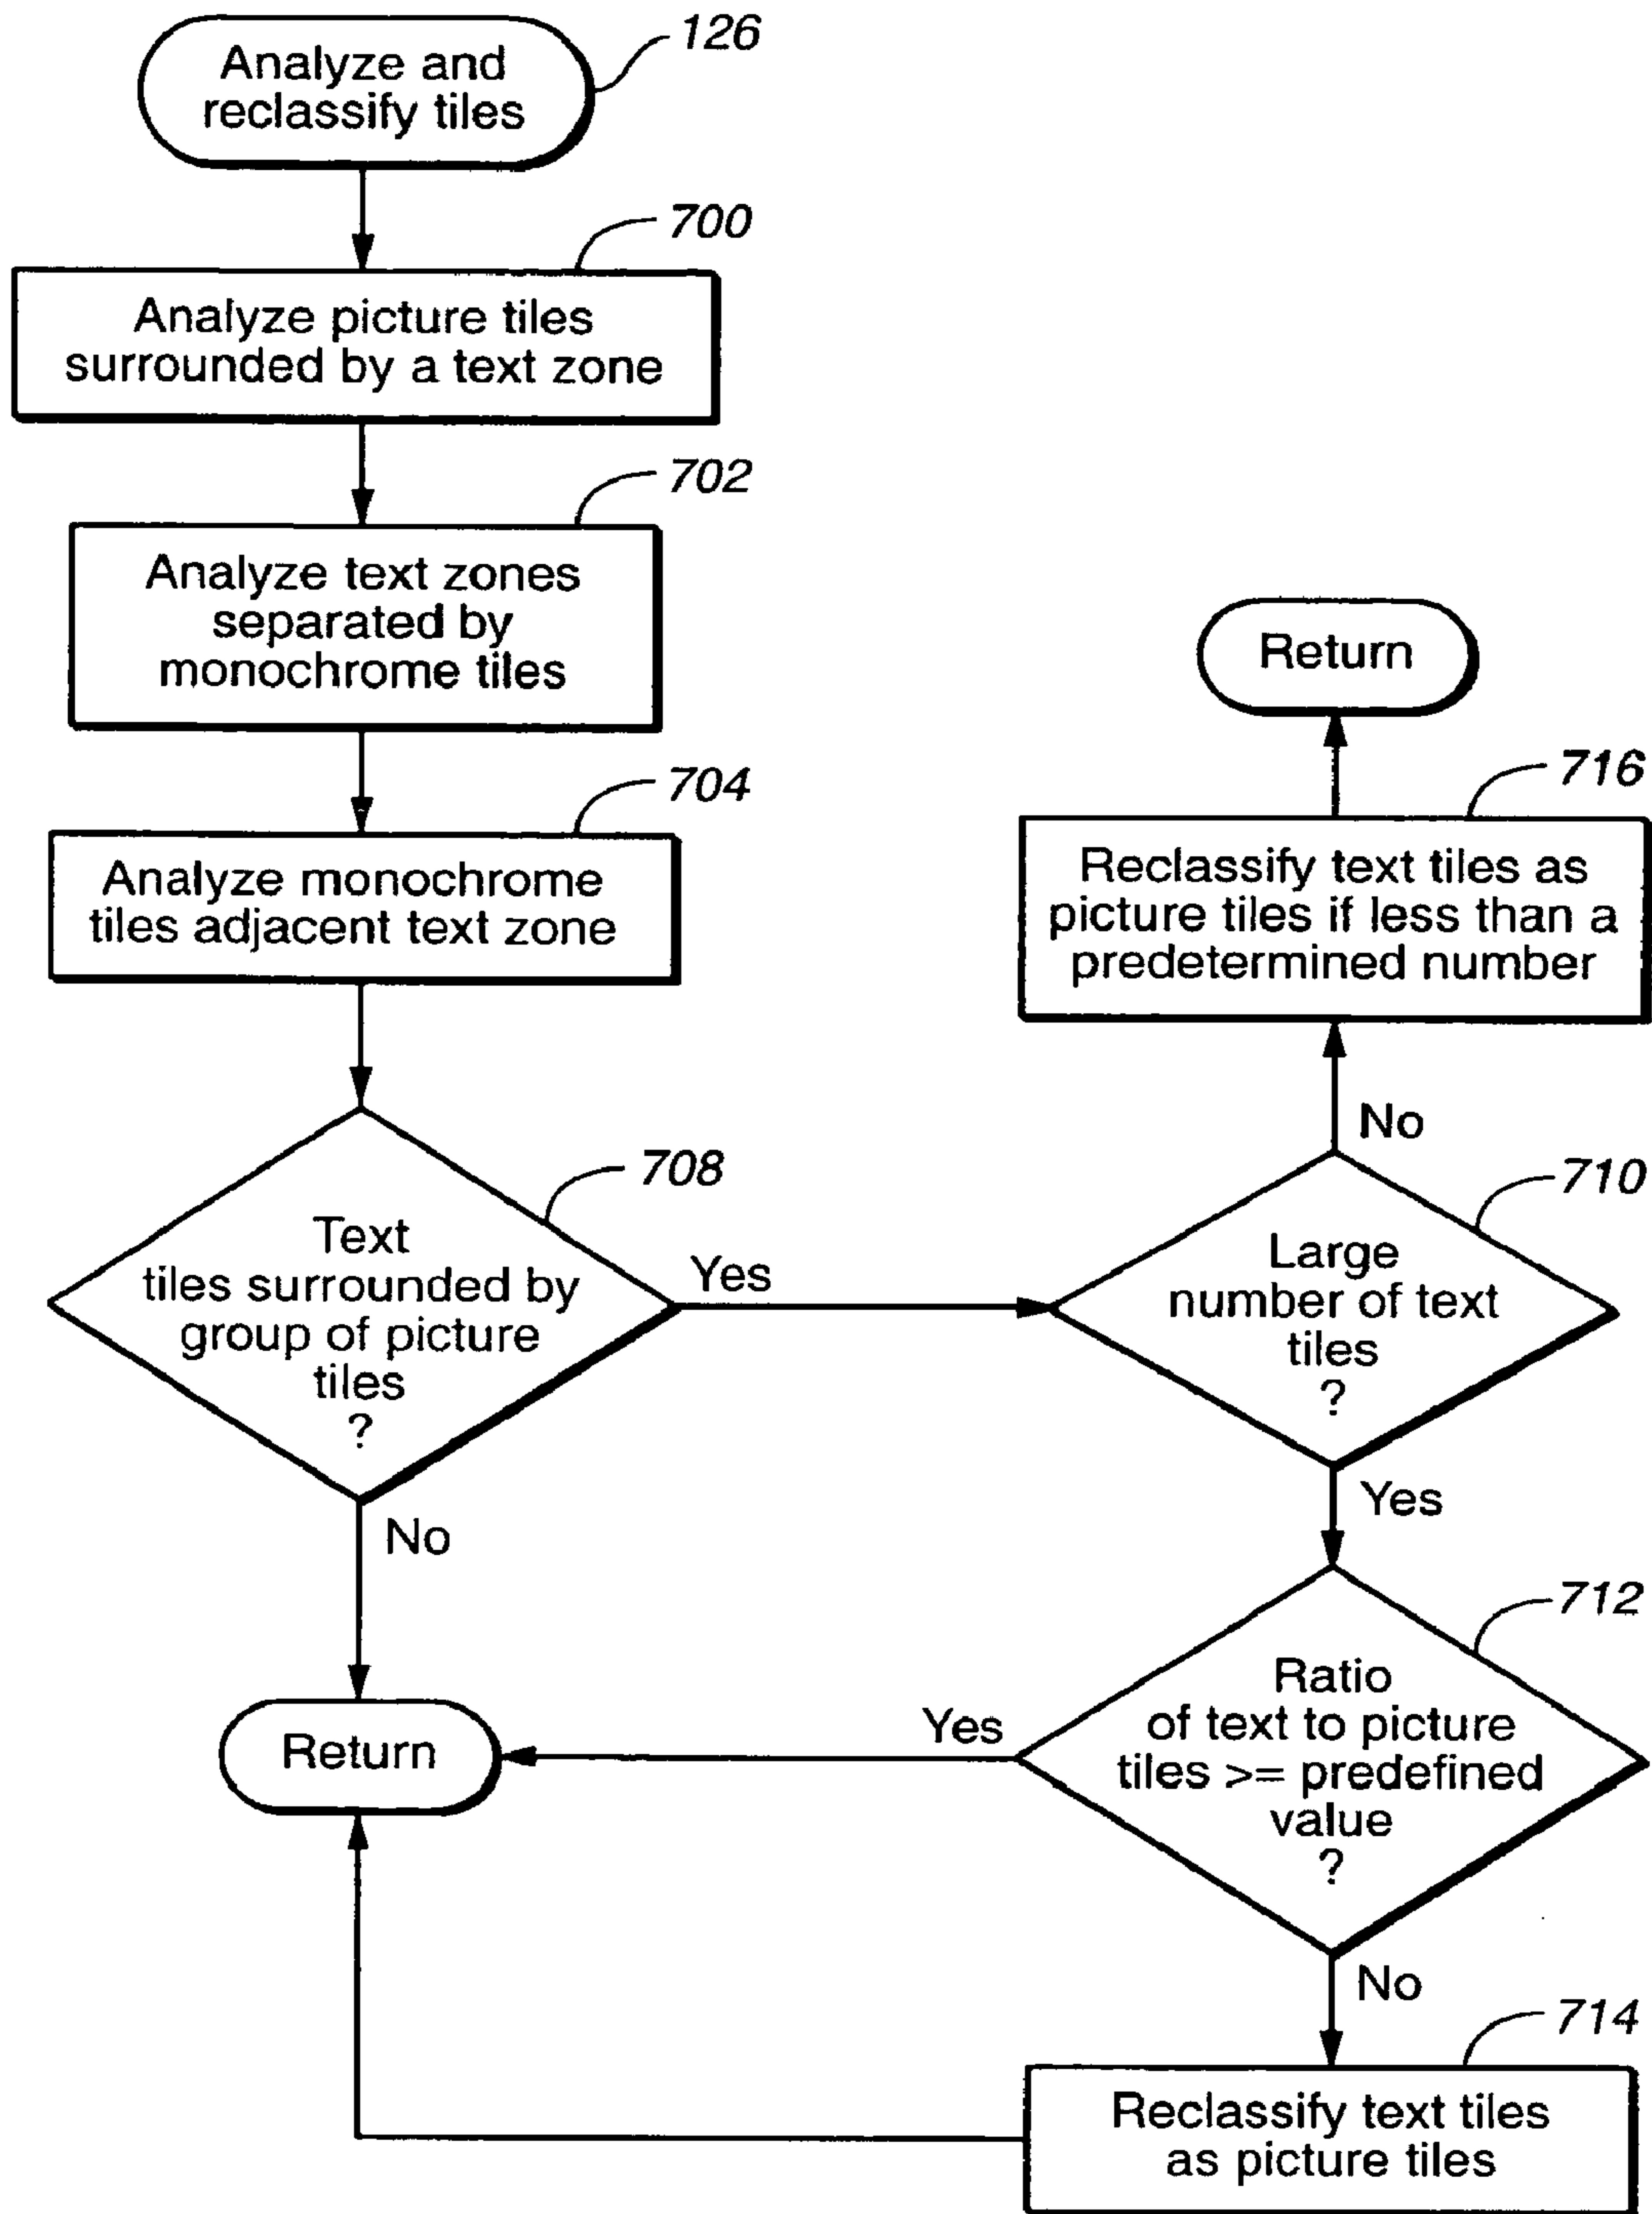 126
Analyze and
reclassify tiles
700
Analyze picture tiles
surrounded by a text zone
702
Analyze text zones
separated by
monochrome tiles
704
Analyze monochrome
tiles adjacent text zone
708
Text
tiles surrounded by
group of picture
tiles
?
Yes
No
Return
Return
716
Reclassify text tiles as
picture tiles if less than a
predetermined number
No
710
Large
number of text
tiles
?
Yes
712
Ratio
of text to picture
tiles >= predefined
value
?
Yes
No
714
Reclassify text tiles
as picture tiles